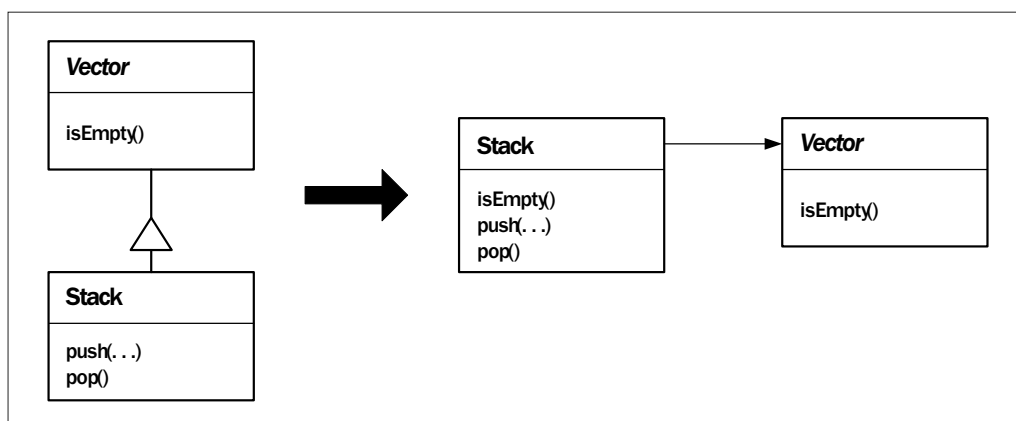 Vector
isEmpty()
Stack
push(. . .)
pop()
Stack
isEmpty()
push(. . .)
pop()
Vector
isEmpty()